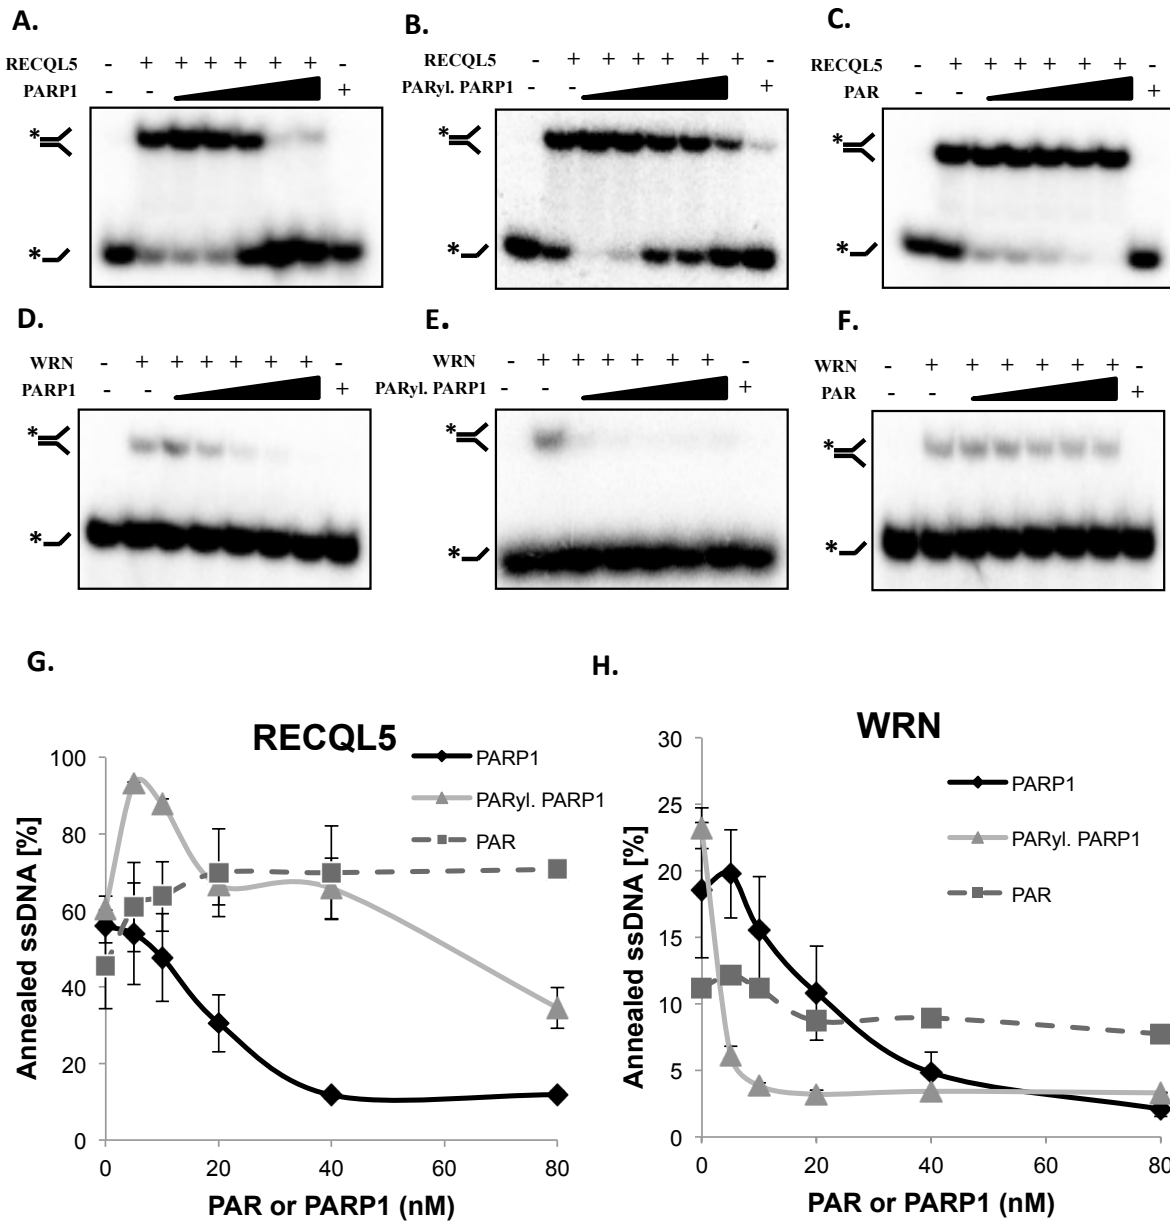 A.
RECQL5 - + + + + + + -
PARP1 - - +
B.
RECQL5 - + + + + + + -
PARyl. PARP1 - - +
C.
RECQL5 - + + + + + + -
PAR - - +
*
*
*
*
*
*
D.
WRN - + + + + + + -
PARP1 - - +
E.
WRN - + + + + + + -
PARyl. PARP1 - - +
F.
WRN - + + + + + + -
PAR - - +
*
*
*
*
*
*
G.
RECQL5
PARP1
PARyl. PARP1
PAR
Annealed ssDNA [%]
100
80
60
40
20
0
0 20 40 60 80
PAR or PARP1 (nM)
H.
WRN
PARP1
PARyl. PARP1
PAR
Annealed ssDNA [%]
30
25
20
15
10
5
0
0 20 40 60 80
PAR or PARP1 (nM)